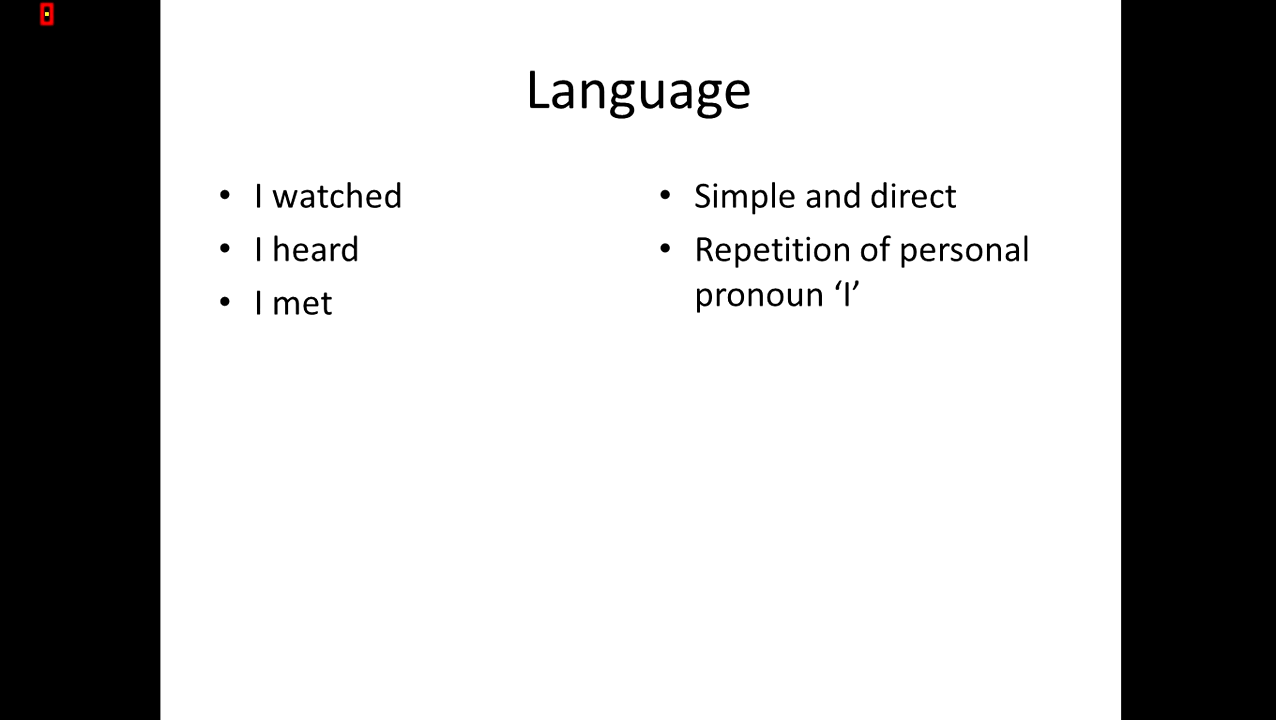 Language
• I watched
• I heard
• I met
• Simple and direct
• Repetition of personal
pronoun ‘I’